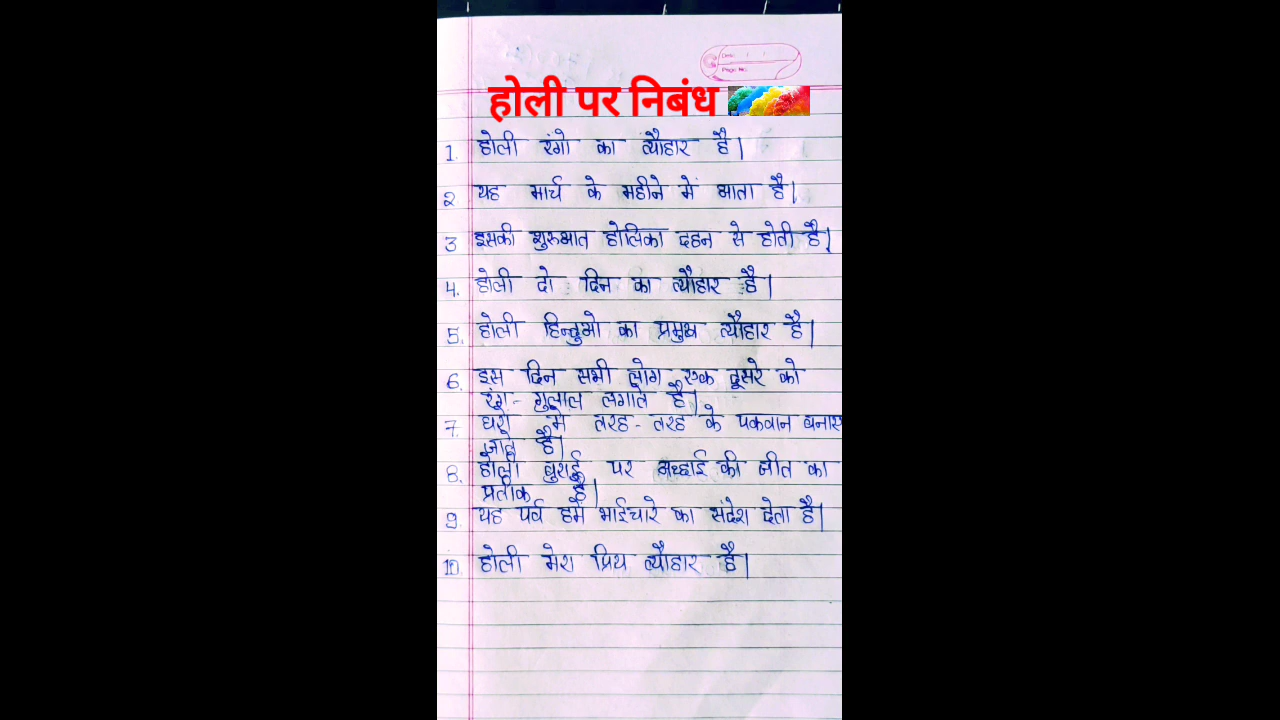 होली पर निबंध
1. होली रंगो का त्यौहार है।
2 यह मार्च के महीने में आता है।
3 इसकी शुरुआत होलिका दहन से होती है।
4. होली दो दिन का त्यौहार है।
5. होली हिन्दुओ का प्रमुख त्यौहार है।
6. इस दिन सभी लोग एक दूसरे को
रंग- गुलाल लगाते है।
7. घरो में तरह-तरह के पकवान बनाए
जाते है।
8. होली बुराई पर अच्छाई की जीत का
प्रतीक है।
9. यह पर्व हमें भाईचारे का संदेश देता है।
10. होली मेरा प्रिय त्यौहार है।